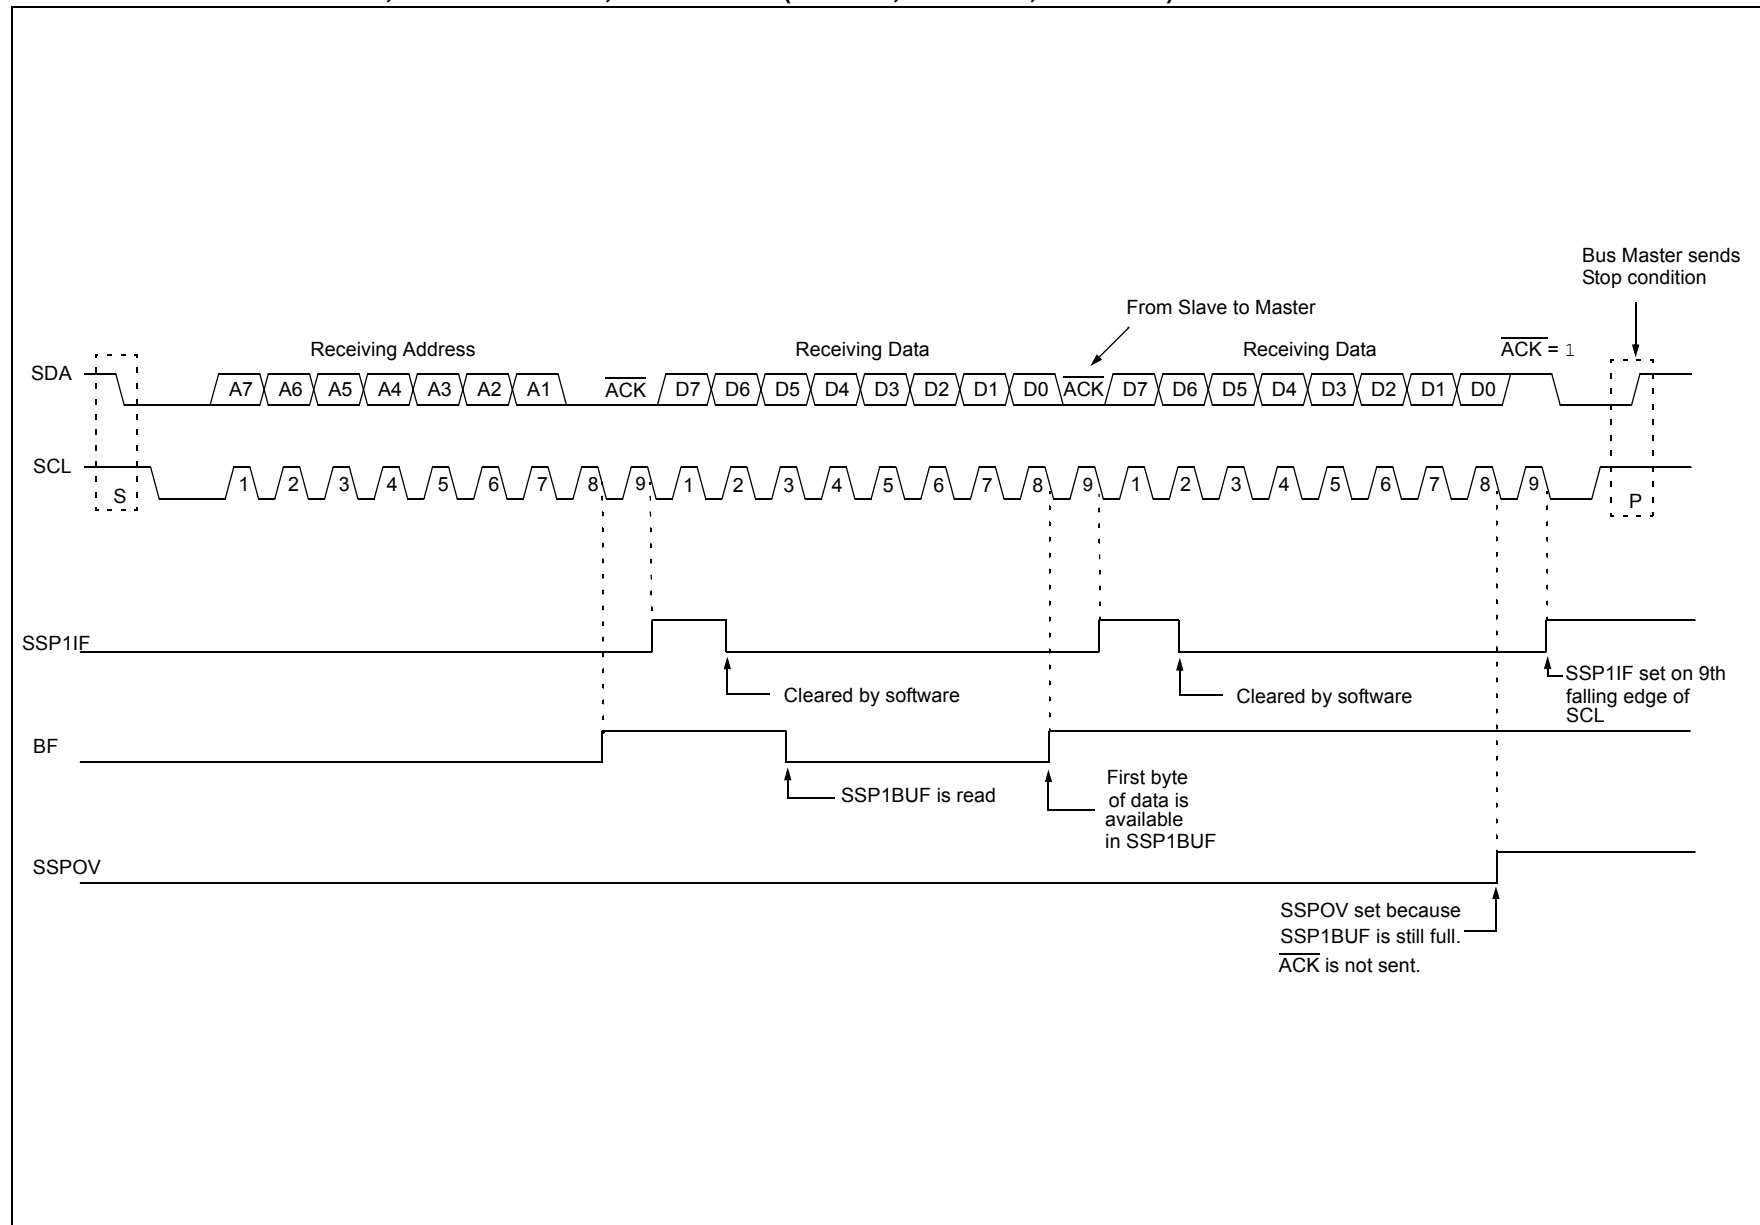 Bus Master sends
Stop condition
From Slave to Master
Receiving Address
Receiving Data
Receiving Data
ACK = 1
SDA
A7 A6 A5 A4 A3 A2 A1 ACK D7 D6 D5 D4 D3 D2 D1 D0 ACK D7 D6 D5 D4 D3 D2 D1 D0
SCL
S
1 2 3 4 5 6 7 8 9 1 2 3 4 5 6 7 8 9 1 2 3 4 5 6 7 8 9
P
SSP1IF
Cleared by software
Cleared by software
SSP1IF set on 9th
falling edge of
SCL
BF
SSP1BUF is read
First byte
of data is
available
in SSP1BUF
SSPOV
SSPOV set because
SSP1BUF is still full.
ACK is not sent.